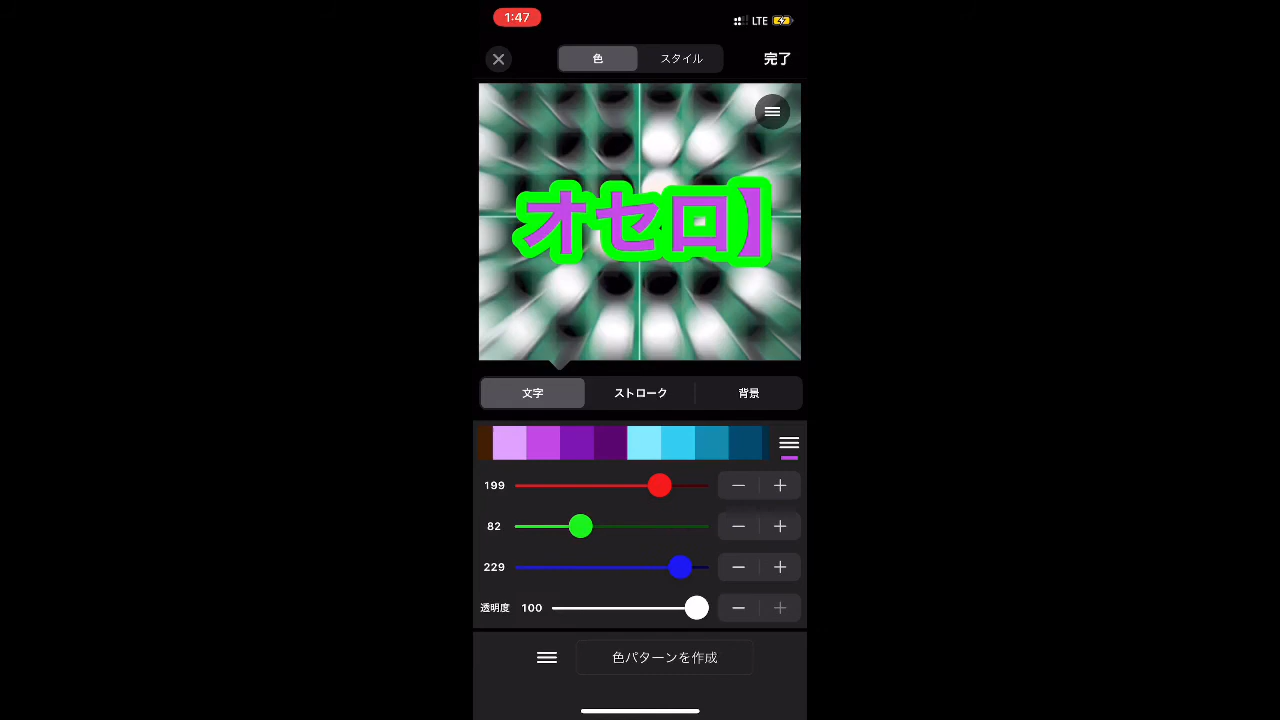 1:47 LTE
色 スタイル 完了
オセロ】
文字 ストローク 背景
199
82
229
透明度 100
色パターンを作成